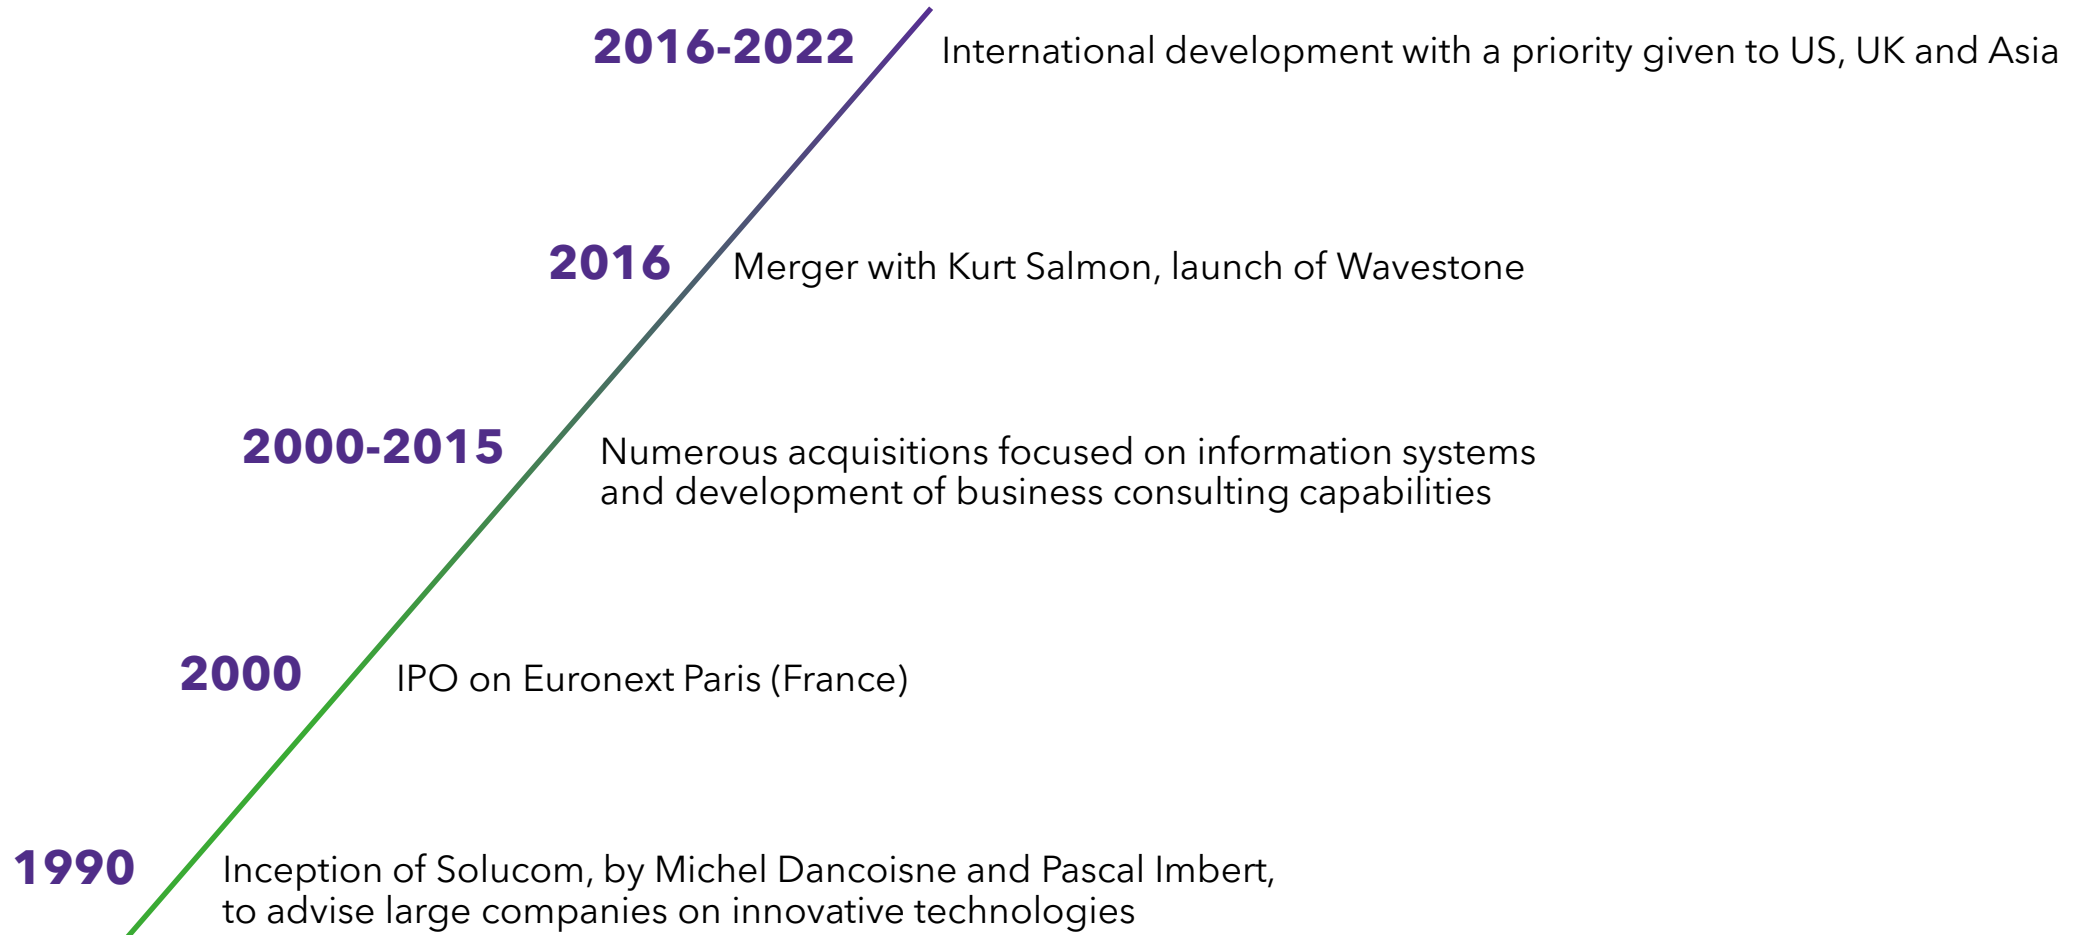 2016-2022
International development with a priority given to US, UK and Asia
2016
Merger with Kurt Salmon, launch of Wavestone
2000-2015
Numerous acquisitions focused on information systems
and development of business consulting capabilities
2000
IPO on Euronext Paris (France)
1990
Inception of Solucom, by Michel Dancoisne and Pascal Imbert,
to advise large companies on innovative technologies